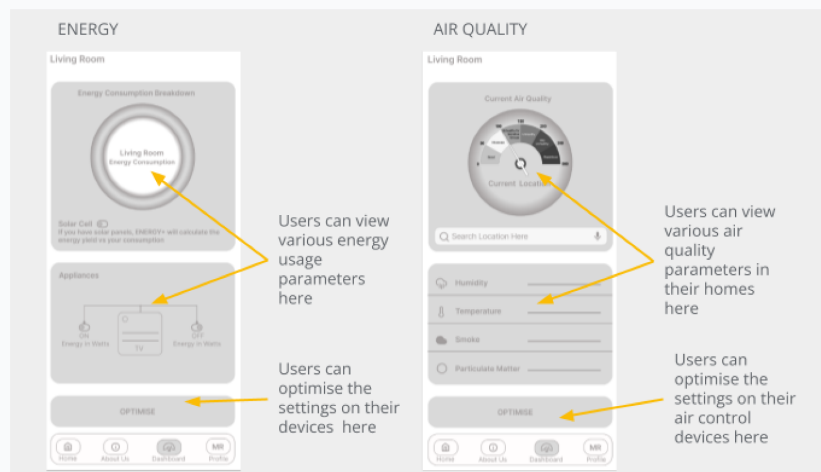 ENERGY
Living Room
Energy Consumption Breakdown
Living Room
Energy Consumption
Solar Cell
If you have solar panels, ENERGY+ will calculate the
energy yield vs your consumption
Appliances
ON
Energy in Watts
TV
OFF
Energy in Watts
OPTIMISE
Home
About Us
Dashboard
MR
Profile
Users can view
various energy
usage
parameters
here
Users can
optimise the
settings on their
devices here
AIR QUALITY
Living Room
Current Air Quality
Current Location
Search Location Here
Humidity
Temperature
Smoke
Particulate Matter
OPTIMISE
Home
About Us
Dashboard
MR
Profile
Users can view
various air
quality
parameters in
their homes
here
Users can
optimise the
settings on their
air control
devices here